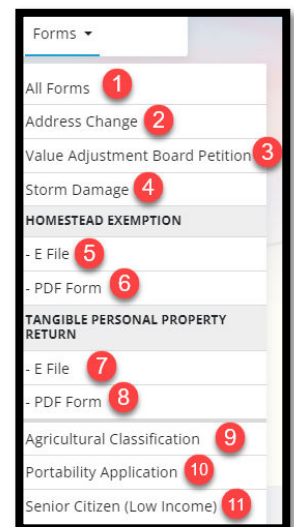 Forms
All Forms 1
Address Change 2
Value Adjustment Board Petition 3
Storm Damage 4
HOMESTEAD EXEMPTION
- E File 5
- PDF Form 6
TANGIBLE PERSONAL PROPERTY
RETURN
- E File 7
- PDF Form 8
Agricultural Classification 9
Portability Application 10
Senior Citizen (Low Income) 11